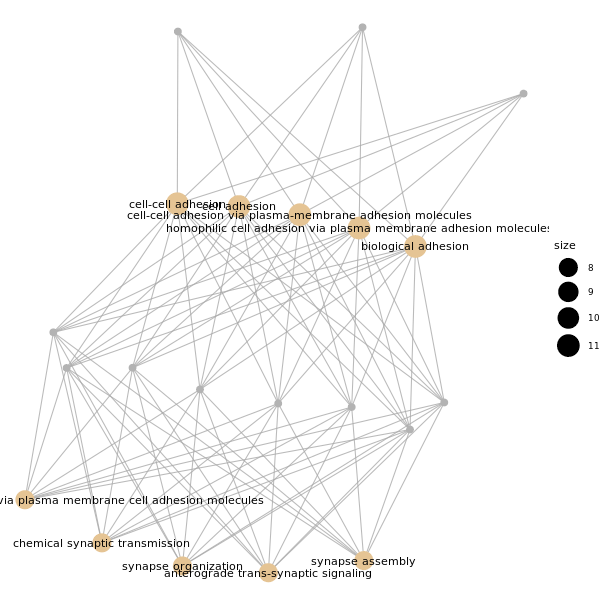 cell-cell adhesion
cell adhesion
cell-cell adhesion via plasma-membrane adhesion molecules
homophilic cell adhesion via plasma membrane adhesion molecules
biological adhesion
size
8
9
10
11
via plasma membrane cell adhesion molecules
chemical synaptic transmission
synapse organization
anterograde trans-synaptic signaling
synapse assembly